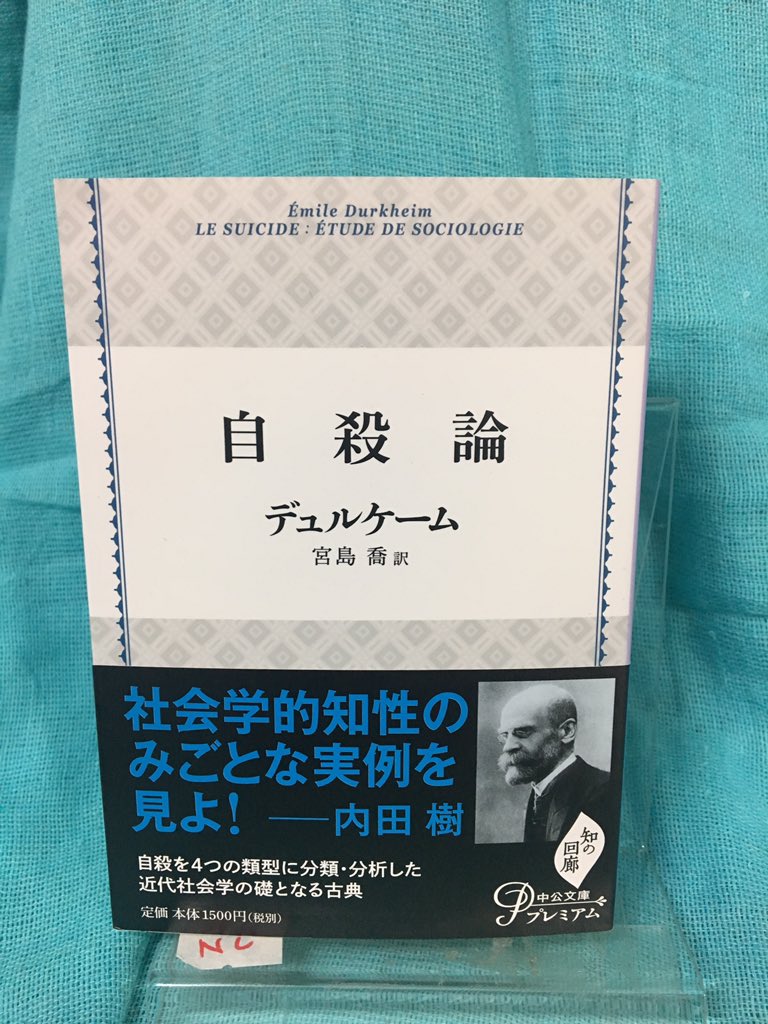 Émile Durkheim
LE SUICIDE : ÉTUDE DE SOCIOLOGIE
自殺論
デュルケーム
宮島 喬 訳
社会学的知性の
みごとな実例を
見よ！ ──内田 樹
自殺を4つの類型に分類・分析した
近代社会学の礎となる古典
定価 本体1500円(税別)
知の
回廊
中公文庫
プレミアム